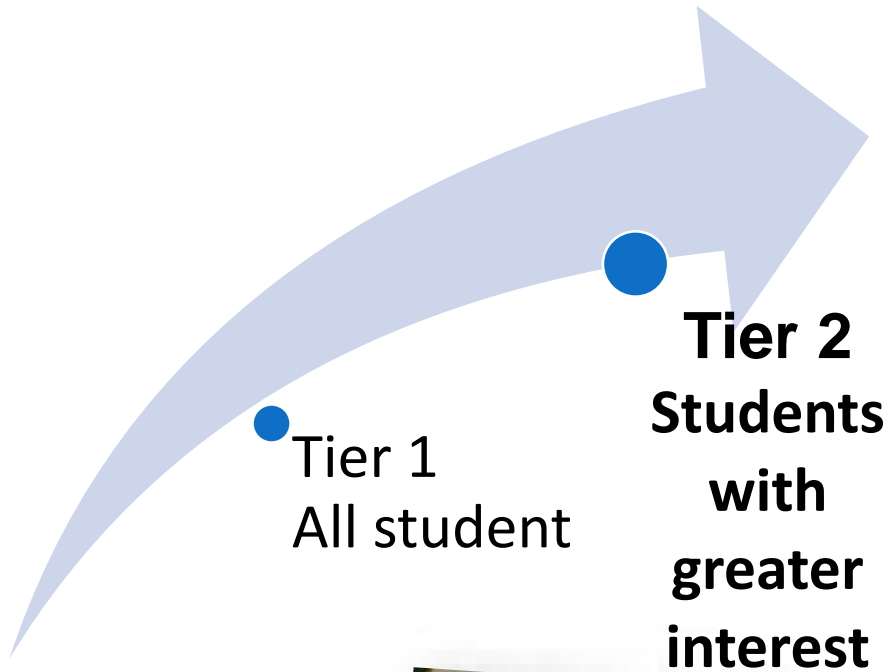 Tier 1
All student
Tier 2
Students
with
greater
interest